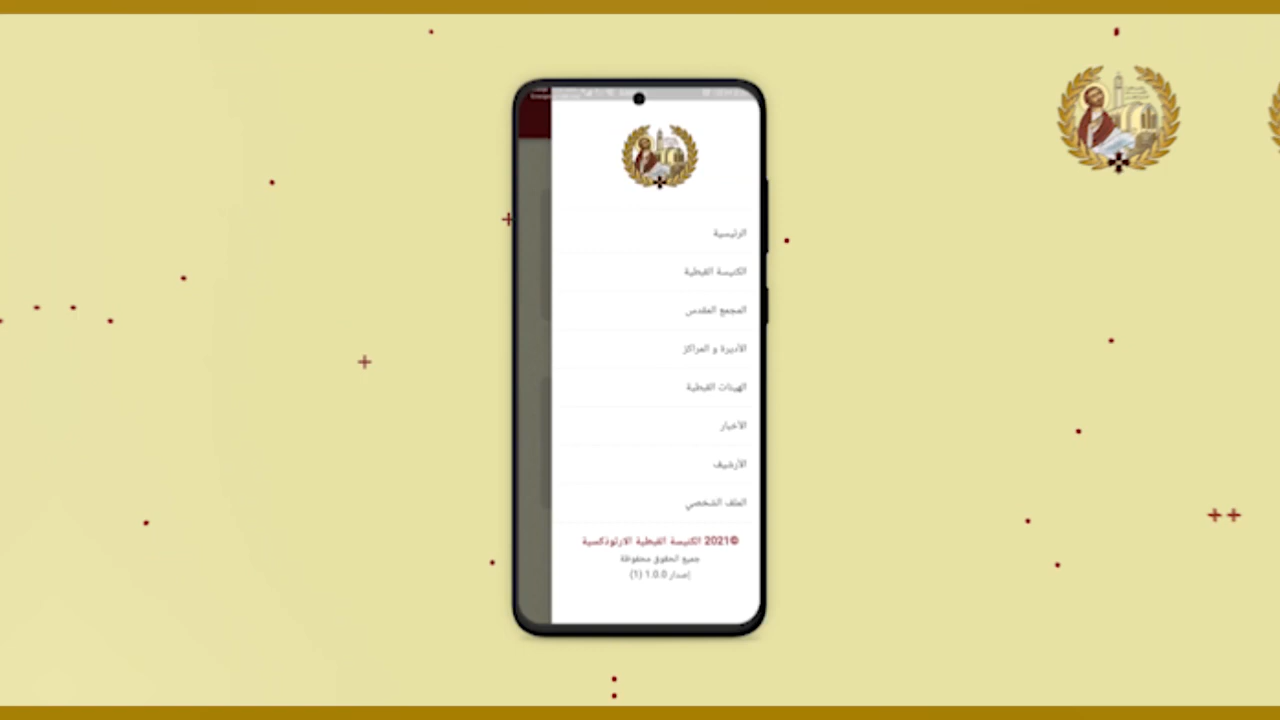 الرئيسية
الكنيسة القبطية
المجمع المقدس
الأديرة و المراكز
الهيئات القبطية
الأخبار
الأرشيف
الملف الشخصي
©2021 الكنيسة القبطية الارثوذكسية
جميع الحقوق محفوظة
إصدار 1.0.0 (1)